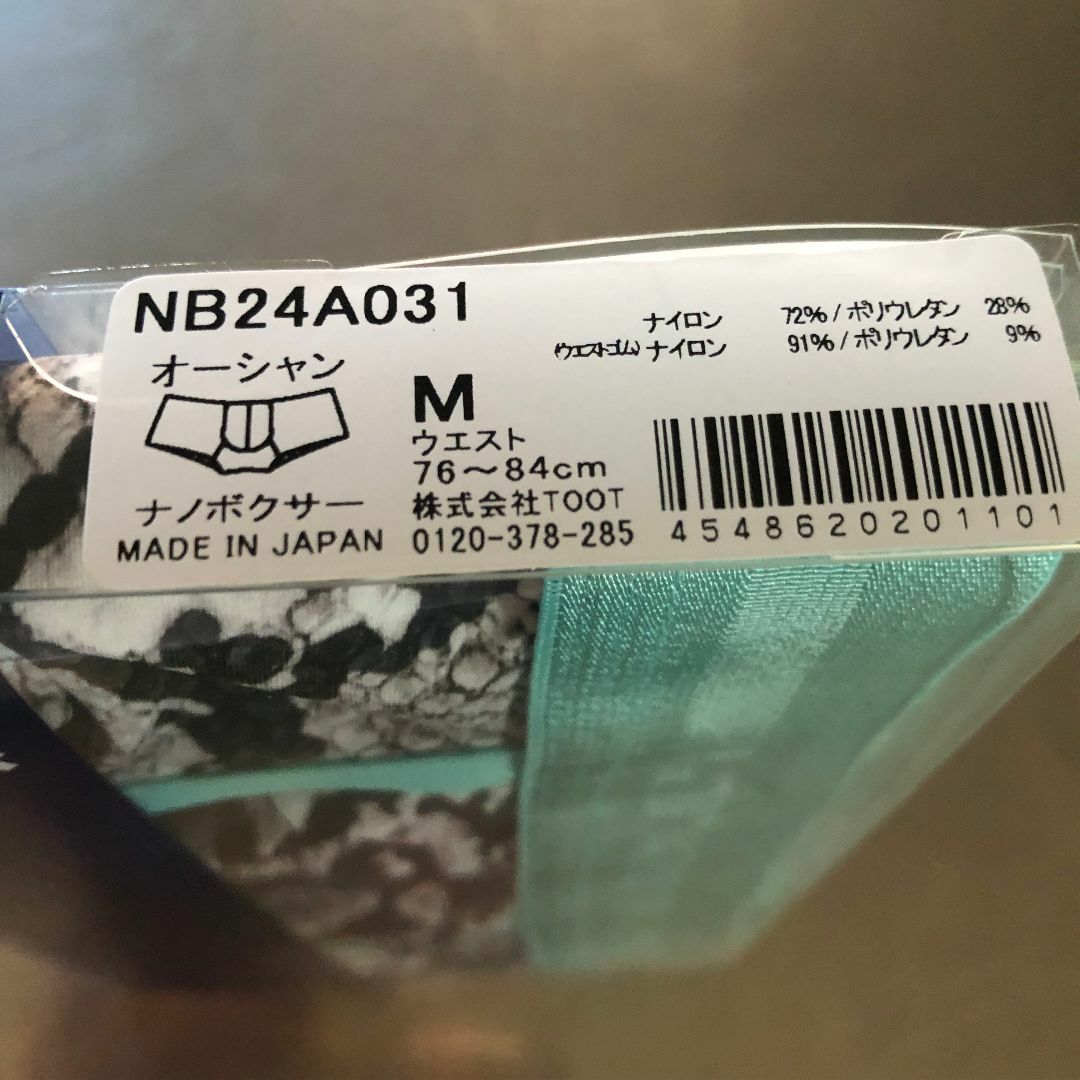 NB24A031
オーシャン
ナノボクサー
MADE IN JAPAN
M
ウエスト
76～84cm
株式会社TOOT
0120-378-285
ナイロン 72% / ポリウレタン 28%
(ウエストゴム) ナイロン 91% / ポリウレタン 9%
4548620201101